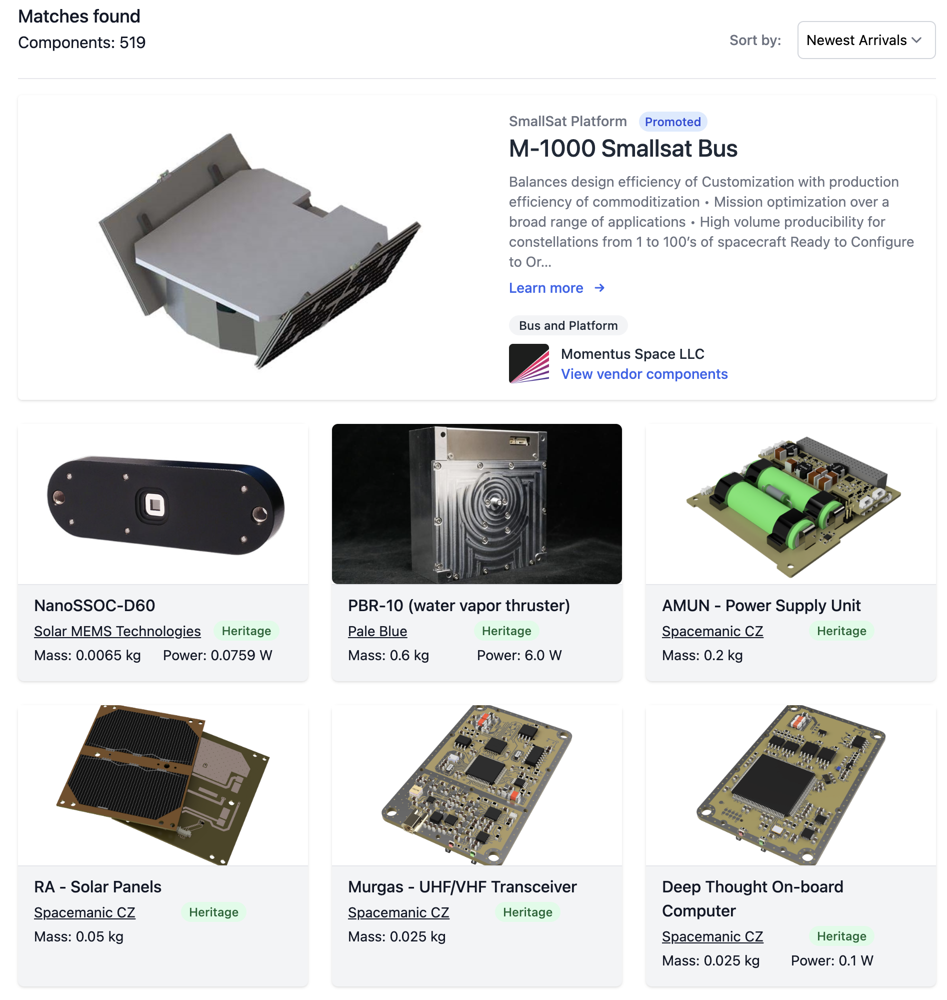 Matches found
Components: 519
Sort by:
Newest Arrivals
SmallSat Platform
Promoted
M-1000 Smallsat Bus
Balances design efficiency of Customization with production
efficiency of commoditization • Mission optimization over a
broad range of applications • High volume producibility for
constellations from 1 to 100’s of spacecraft Ready to Configure
to Or...
Learn more →
Bus and Platform
Momentus Space LLC
View vendor components
NanoSSOC-D60
Solar MEMS Technologies Heritage
Mass: 0.0065 kg Power: 0.0759 W
PBR-10 (water vapor thruster)
Pale Blue Heritage
Mass: 0.6 kg Power: 6.0 W
AMUN - Power Supply Unit
Spacemanic CZ Heritage
Mass: 0.2 kg
RA - Solar Panels
Spacemanic CZ Heritage
Mass: 0.05 kg
Murgas - UHF/VHF Transceiver
Spacemanic CZ Heritage
Mass: 0.025 kg
Deep Thought On-board
Computer
Spacemanic CZ Heritage
Mass: 0.025 kg Power: 0.1 W